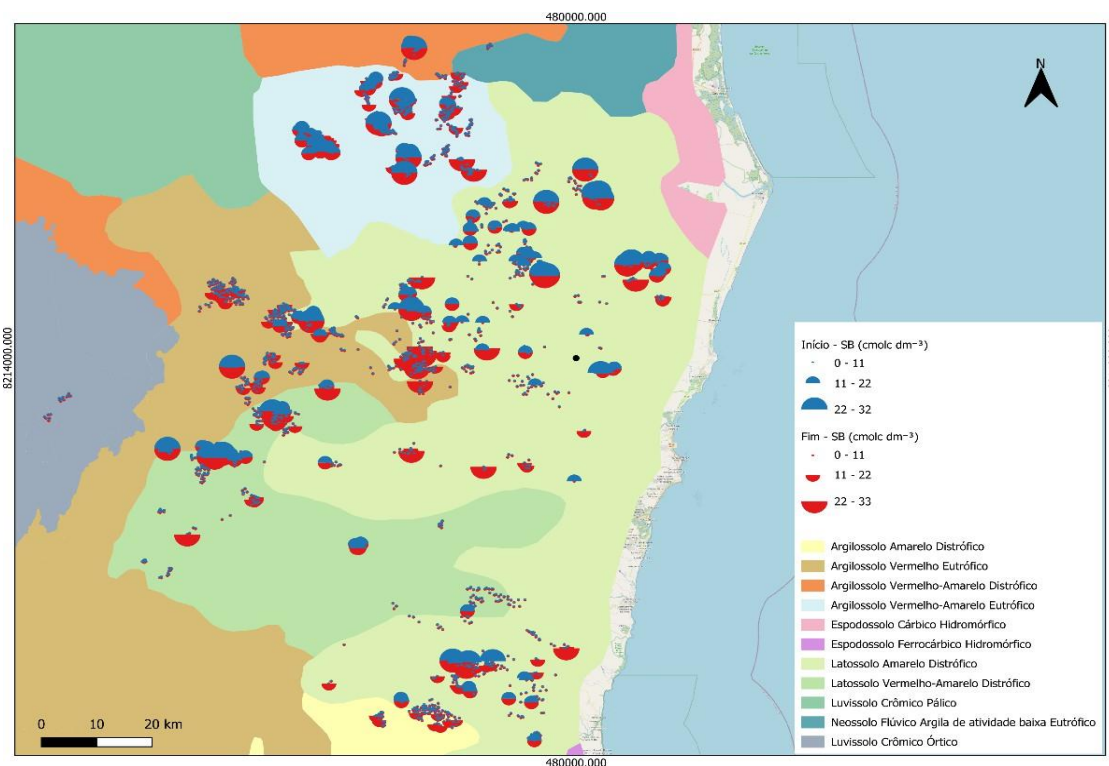 480000.000
N
8214000.000
Início - SB (cmolc dm⁻³)
0 - 11
11 - 22
22 - 32
Fim - SB (cmolc dm⁻³)
0 - 11
11 - 22
22 - 33
Argilossolo Amarelo Distrófico
Argilossolo Vermelho Eutrófico
Argilossolo Vermelho-Amarelo Distrófico
Argilossolo Vermelho-Amarelo Eutrófico
Espodossolo Cárbico Hidromórfico
Espodossolo Ferrocárbico Hidromórfico
Latossolo Amarelo Distrófico
Latossolo Vermelho-Amarelo Distrófico
Luvissolo Crômico Pálico
Neossolo Flúvico Argila de atividade baixa Eutrófico
Luvissolo Crômico Órtico
0 10 20 km
480000.000